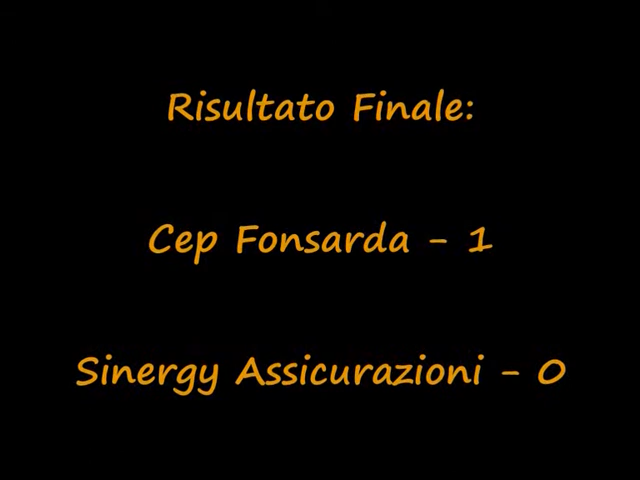 Risultato Finale:
Cep Fonsarda - 1
Sinergy Assicurazioni - 0